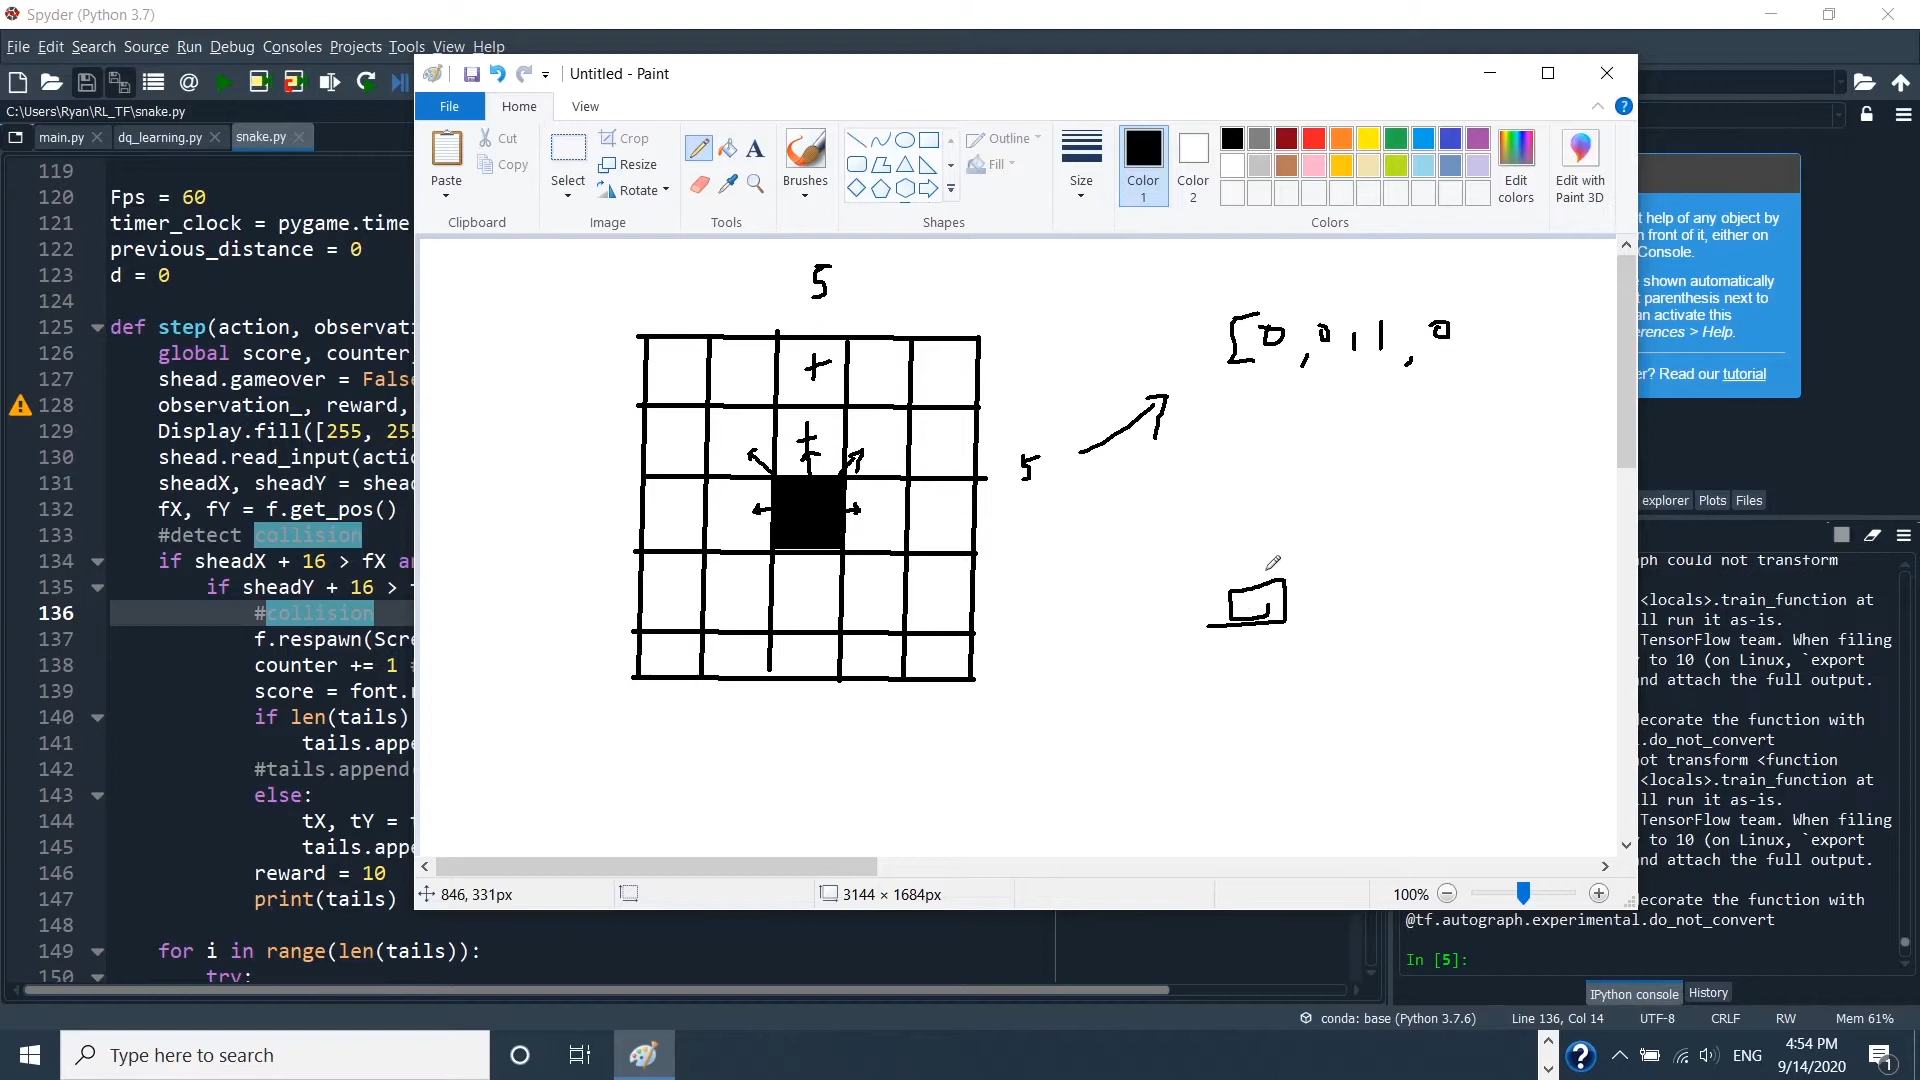 Spyder (Python 3.7)
File Edit Search Source Run Debug Consoles Projects Tools View Help
C:\Users\Ryan\RL_TF\snake.py
main.py dq_learning.py snake.py
119
120 Fps = 60
121 timer_clock = pygame.time
122 previous_distance = 0
123 d = 0
124
125 def step(action, observati
126 global score, counter,
127 shead.gameover = False
128 observation_, reward,
129 Display.fill([255, 255
130 shead.read_input(actio
131 sheadX, sheadY = shead
132 fX, fY = f.get_pos()
133 #detect collision
134 if sheadX + 16 > fX an
135 if sheadY + 16 >
136 #collision
137 f.respawn(Scre
138 counter += 1
139 score = font.
140 if len(tails)
141 tails.appe
142 #tails.append(
143 else:
144 tX, tY =
145 tails.appe
146 reward = 10
147 print(tails)
148
149 for i in range(len(tails)):
150 try:
Untitled - Paint
File Home View
Paste Cut Copy Clipboard
Select Crop Resize Rotate Image
Tools
Brushes
Shapes Outline Fill
Size
Color 1 Color 2 Edit colors Edit with Paint 3D
Colors
5
5
[0,0,1,0
846, 331px 3144 × 1684px 100%
t help of any object by
n front of it, either on
Console.
shown automatically
t parenthesis next to
an activate this
erences > Help.
er? Read our tutorial
explorer Plots Files
ph could not transform
<locals>.train_function at
ll run it as-is.
TensorFlow team. When filing
to 10 (on Linux, `export
nd attach the full output.
ecorate the function with
.do_not_convert
not transform <function
<locals>.train_function at
ll run it as-is.
TensorFlow team. When filing
to 10 (on Linux, `export
nd attach the full output.
ecorate the function with
@tf.autograph.experimental.do_not_convert
In [5]:
IPython console History
conda: base (Python 3.7.6) Line 136, Col 14 UTF-8 CRLF RW Mem 61%
Type here to search
ENG
4:54 PM
9/14/2020
1